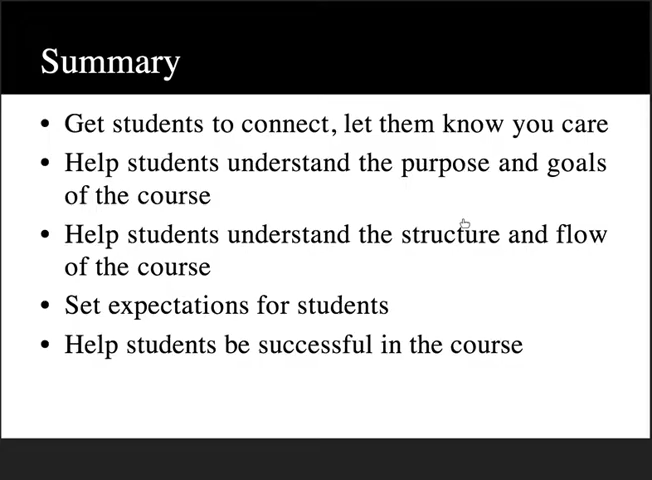 Summary
• Get students to connect, let them know you care
• Help students understand the purpose and goals
of the course
• Help students understand the structure and flow
of the course
• Set expectations for students
• Help students be successful in the course